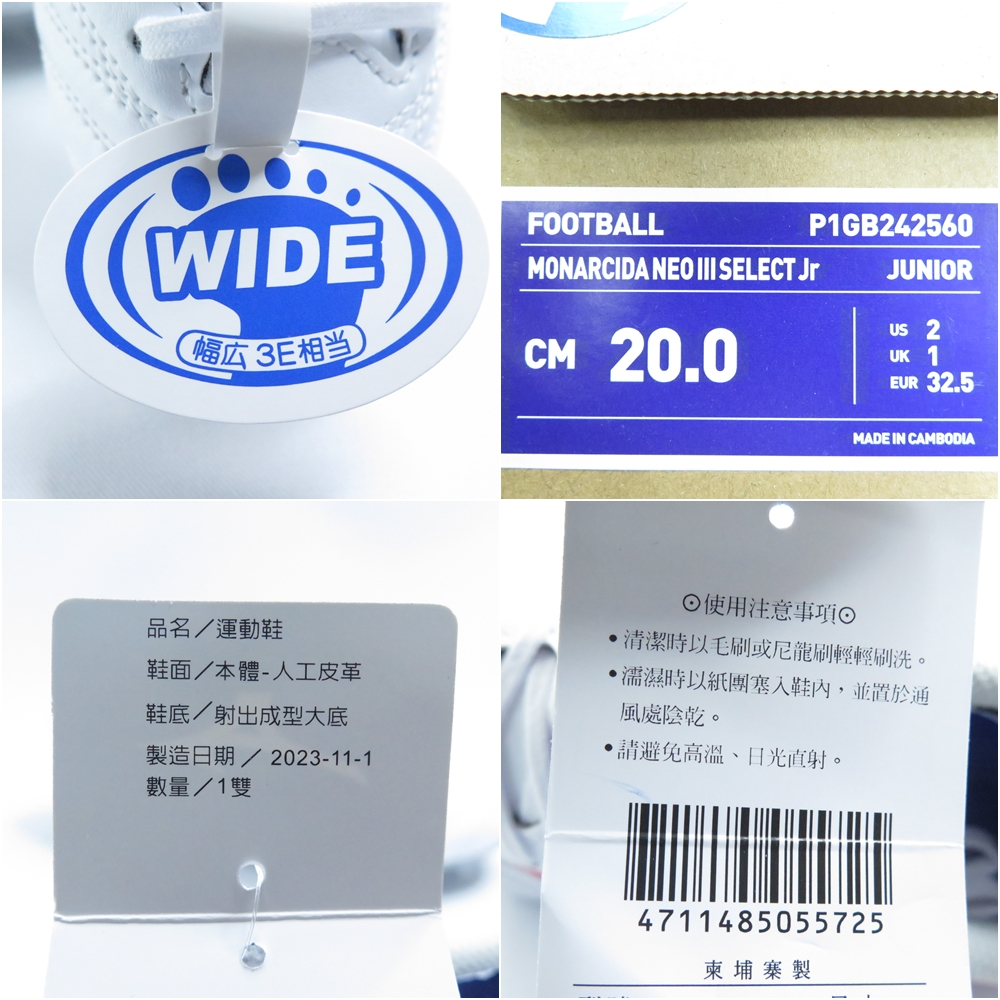 WIDE
幅広 3E相当
FOOTBALL P1GB242560
MONARCIDA NEO III SELECT Jr JUNIOR
CM 20.0
US 2
UK 1
EUR 32.5
MADE IN CAMBODIA
品名／運動鞋
鞋面／本體-人工皮革
鞋底／射出成型大底
製造日期／ 2023-11-1
數量／1雙
⊙使用注意事項⊙
•清潔時以毛刷或尼龍刷輕輕刷洗。
•濡濕時以紙團塞入鞋內，並置於通
風處陰乾。
•請避免高溫、日光直射。
4711485055725
柬埔寨製